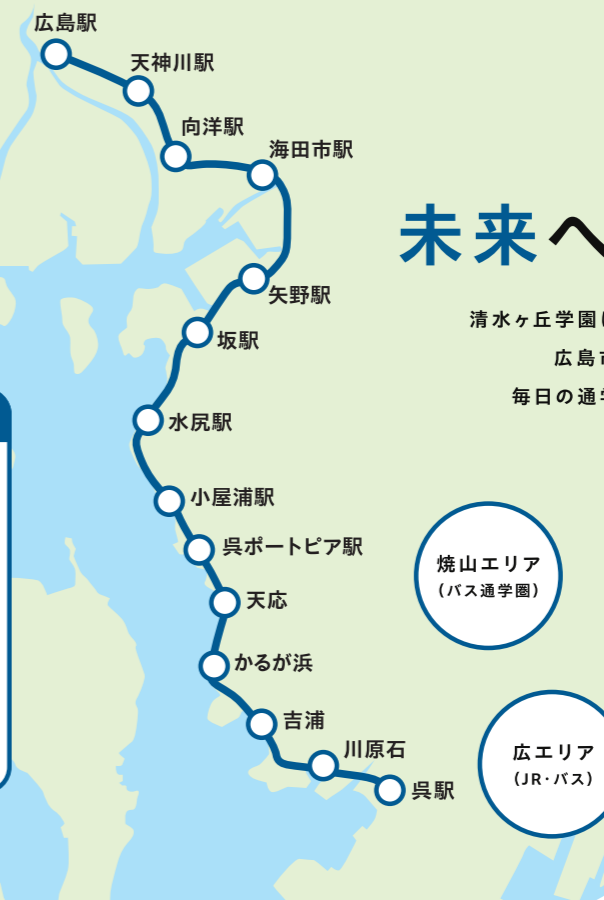 広島駅
天神川駅
向洋駅
海田市駅
未来へ
矢野駅
清水ヶ丘学園
坂駅
広島市
毎日の通学
水尻駅
小屋浦駅
呉ポートピア駅
焼山エリア
(バス通学圏)
天応
かるが浜
吉浦
川原石
広エリア
(JR・バス)
呉駅